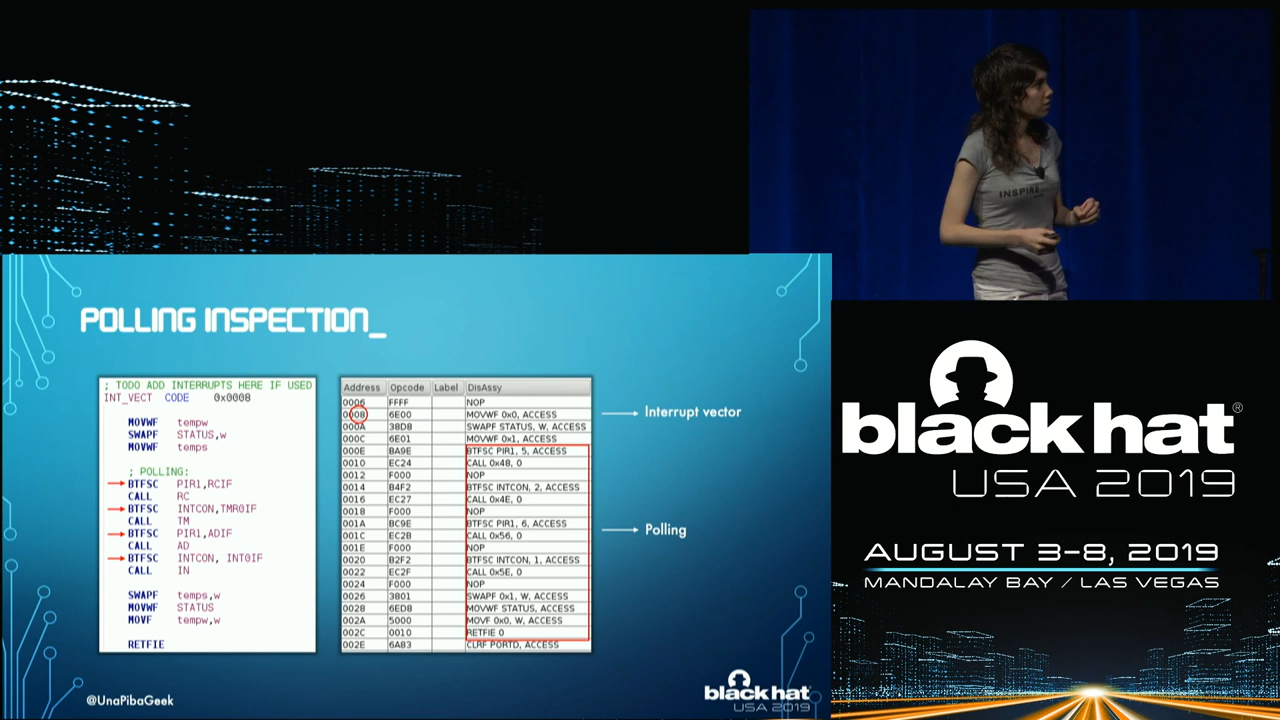 INSPIRE
POLLING INSPECTION_
; TODO ADD INTERRUPTS HERE IF USED
INT_VECT CODE 0x0008
MOVWF tempw
SWAPF STATUS,w
MOVWF temps
; POLLING:
BTFSC PIR1,RCIF
CALL RC
BTFSC INTCON,TMR0IF
CALL TM
BTFSC PIR1,ADIF
CALL AD
BTFSC INTCON, INT0IF
CALL IN
SWAPF temps,w
MOVWF STATUS
MOVF tempw,w
RETFIE
Address Opcode Label DisAssy
0006 FFFF NOP
0008 6E00 MOVWF 0x0, ACCESS
000A 38D8 SWAPF STATUS, W, ACCESS
000C 6E01 MOVWF 0x1, ACCESS
000E BA9E BTFSC PIR1, 5, ACCESS
0010 EC24 CALL 0x48, 0
0012 F000 NOP
0014 B4F2 BTFSC INTCON, 2, ACCESS
0016 EC27 CALL 0x4E, 0
0018 F000 NOP
001A BC9E BTFSC PIR1, 6, ACCESS
001C EC2B CALL 0x56, 0
001E F000 NOP
0020 B2F2 BTFSC INTCON, 1, ACCESS
0022 EC2F CALL 0x5E, 0
0024 F000 NOP
0026 3801 SWAPF 0x1, W, ACCESS
0028 6ED8 MOVWF STATUS, ACCESS
002A 5000 MOVF 0x0, W, ACCESS
002C 0010 RETFIE 0
002E 6A83 CLRF PORTD, ACCESS
Interrupt vector
Polling
@UnaPibaGeek
black hat
USA 2019
black hat®
USA 2019
AUGUST 3-8, 2019
MANDALAY BAY / LAS VEGAS